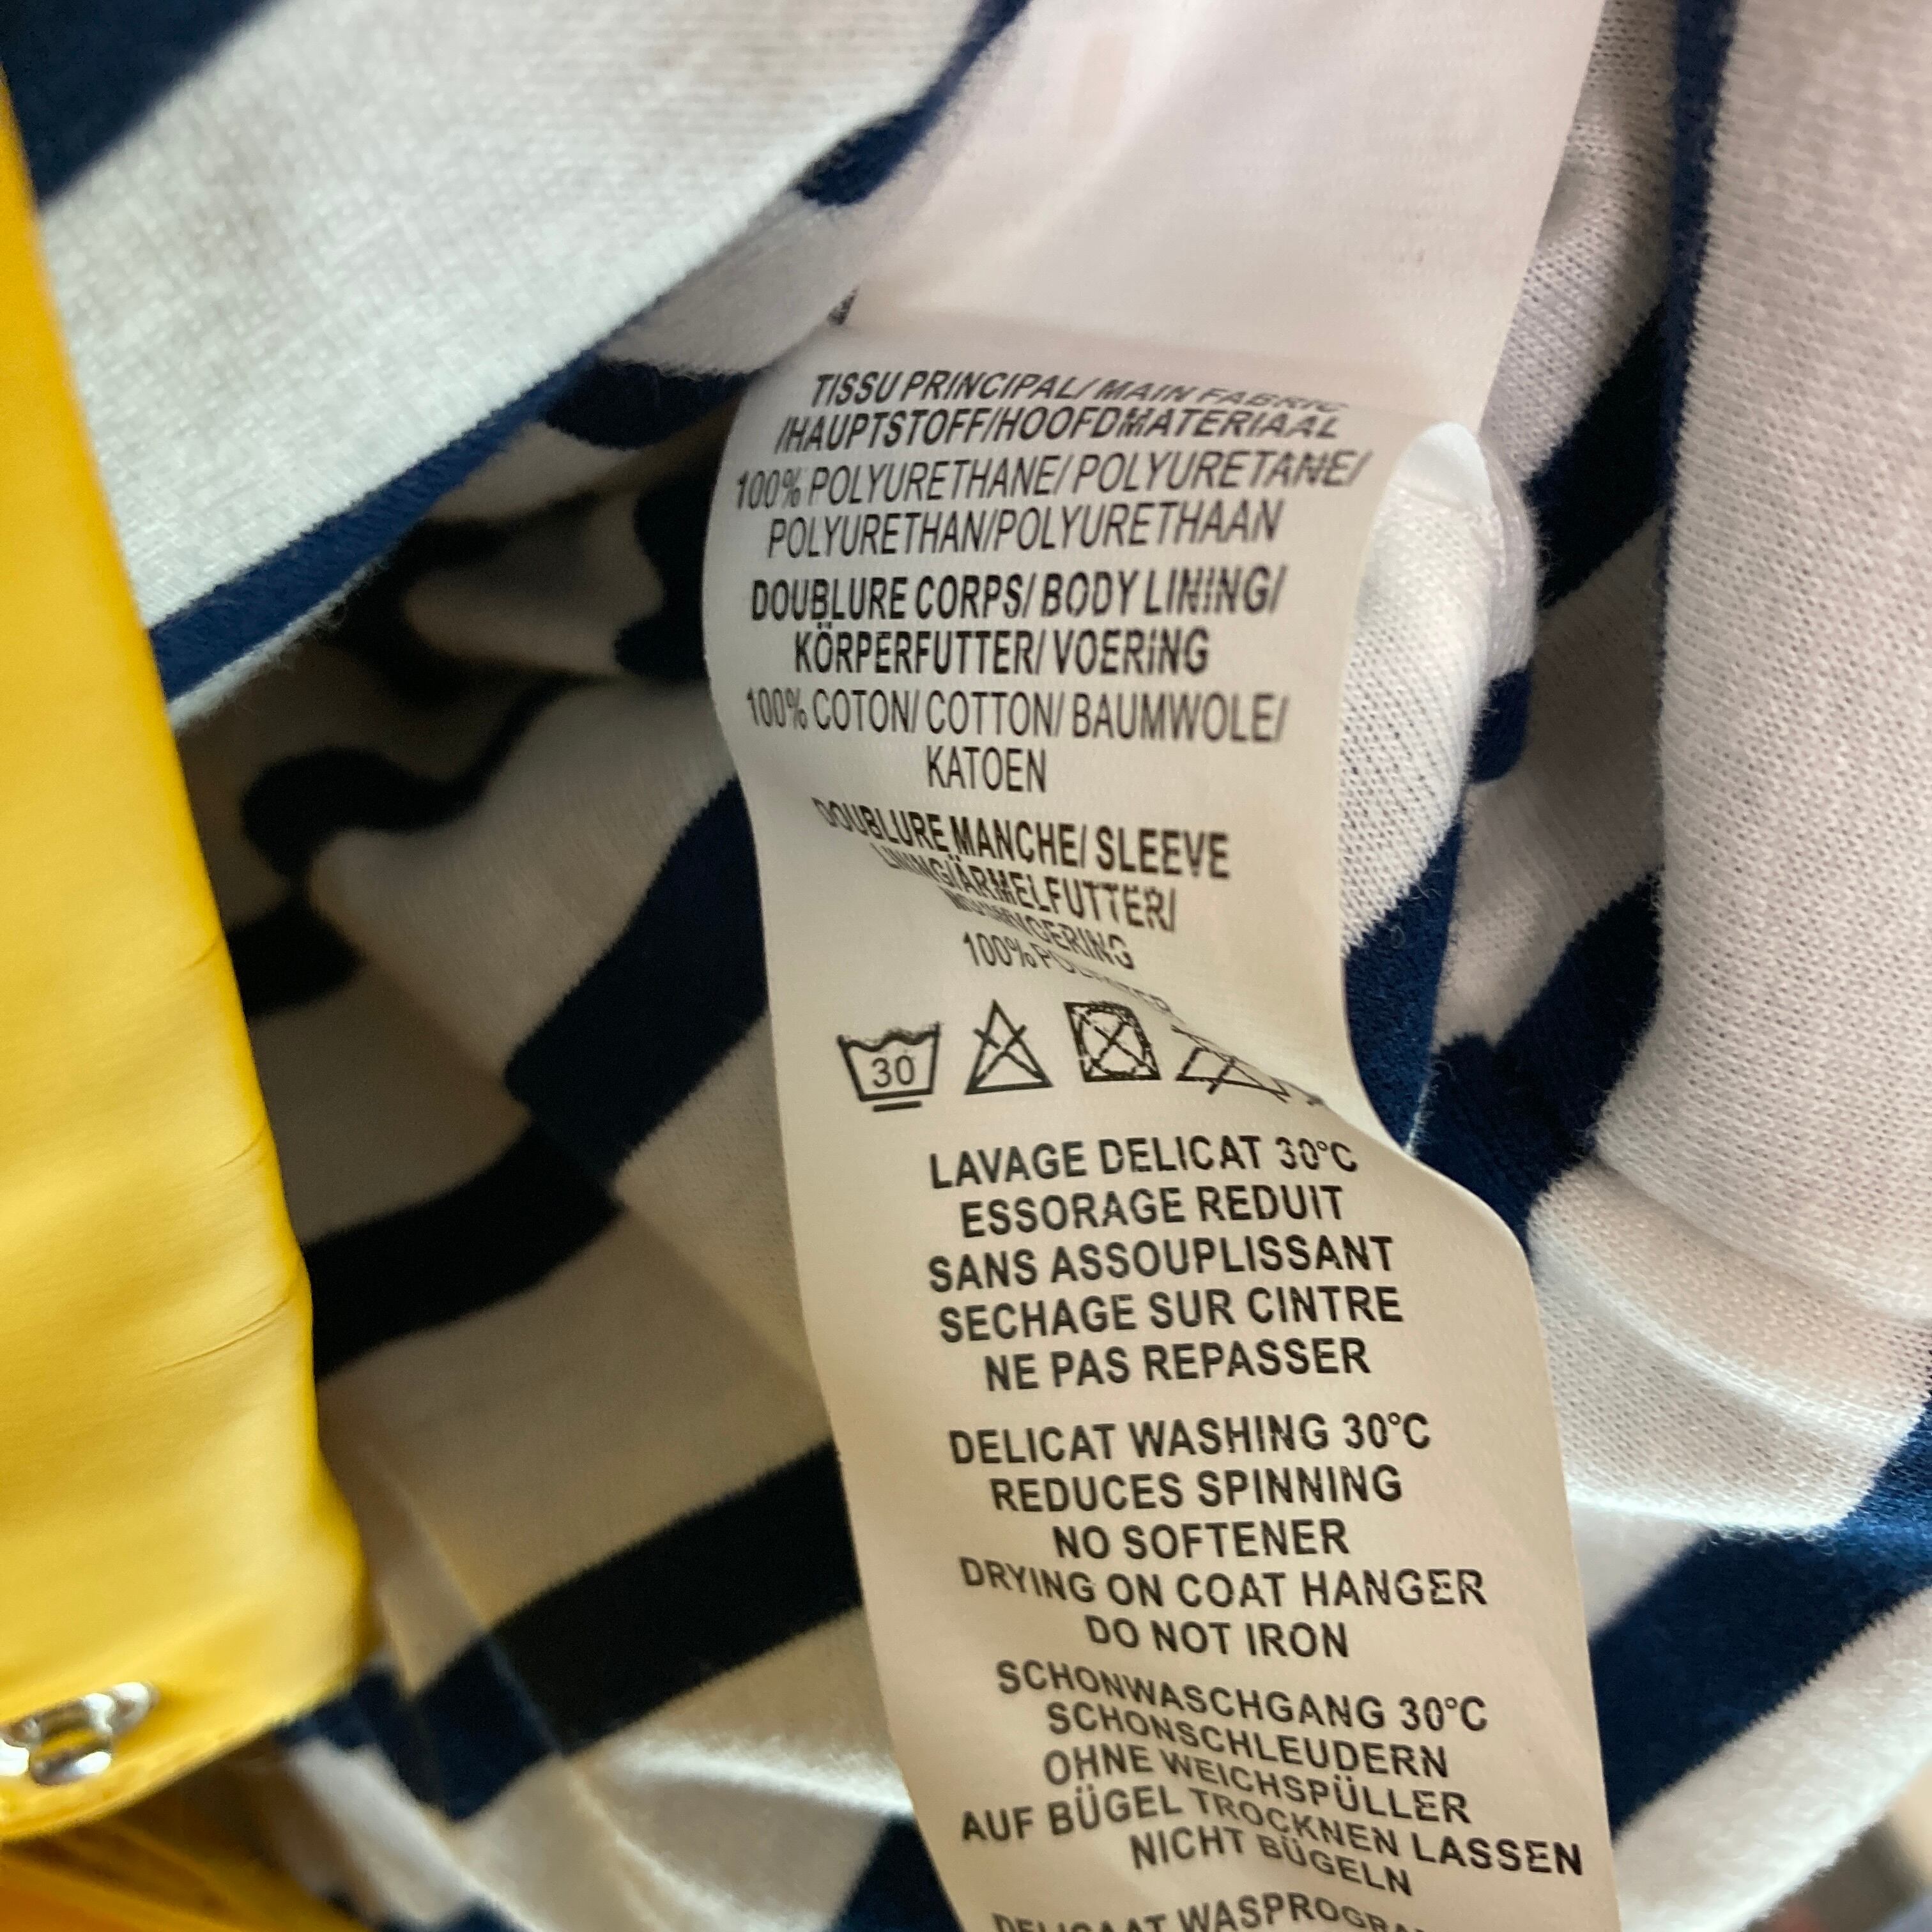 TISSU PRINCIPAL/ MAIN FABRIC
/HAUPTSTOFF/HOOFDMATERIAAL
100% POLYURETHANE/ POLYURETANE/
POLYURETHAN/POLYURETHAAN
DOUBLURE CORPS/ BODY LINING/
KÖRPERFUTTER/ VOERING
100% COTON/ COTTON/ BAUMWOLE/
KATOEN
DOUBLURE MANCHE/ SLEEVE
LINING/ÄRMELFUTTER/
100%
30
LAVAGE DELICAT 30°C
ESSORAGE REDUIT
SANS ASSOUPLISSANT
SECHAGE SUR CINTRE
NE PAS REPASSER
DELICAT WASHING 30°C
REDUCES SPINNING
NO SOFTENER
DRYING ON COAT HANGER
DO NOT IRON
SCHONWASCHGANG 30°C
SCHONSCHLEUDERN
OHNE WEICHSPÜLLER
AUF BÜGEL TROCKNEN LASSEN
NICHT BÜGELN
DELICAAT